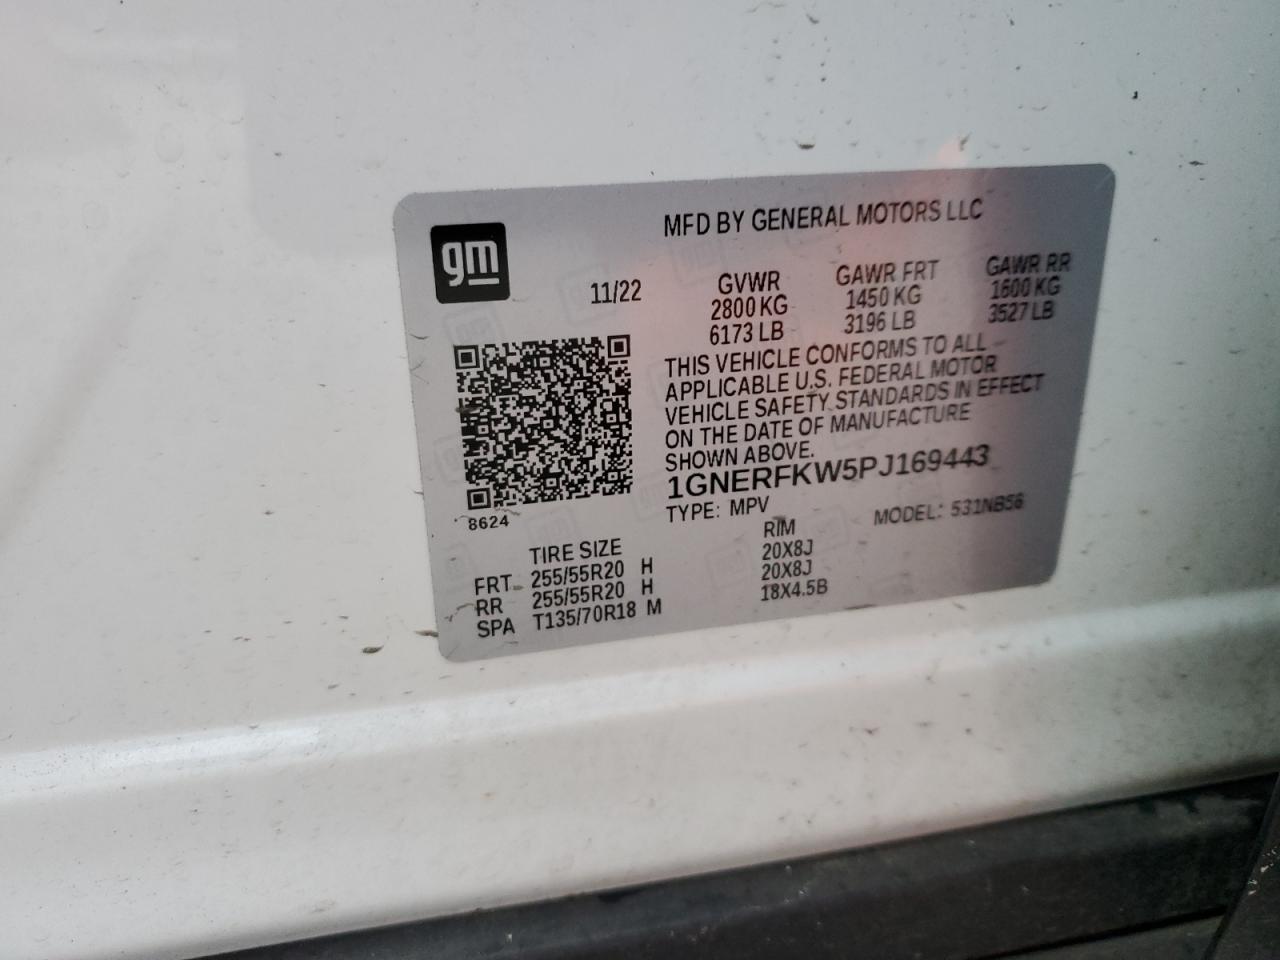 gm
MFD BY GENERAL MOTORS LLC
11/22
GVWR GAWR FRT GAWR RR
2800 KG 1450 KG 1600 KG
6173 LB 3196 LB 3527 LB
THIS VEHICLE CONFORMS TO ALL
APPLICABLE U.S. FEDERAL MOTOR
VEHICLE SAFETY STANDARDS IN EFFECT
ON THE DATE OF MANUFACTURE
SHOWN ABOVE.
1GNERFKW5PJ169443
8624
TYPE: MPV MODEL: 531NB56
TIRE SIZE RIM
FRT 255/55R20 H 20X8J
RR 255/55R20 H 20X8J
SPA T135/70R18 M 18X4.5B